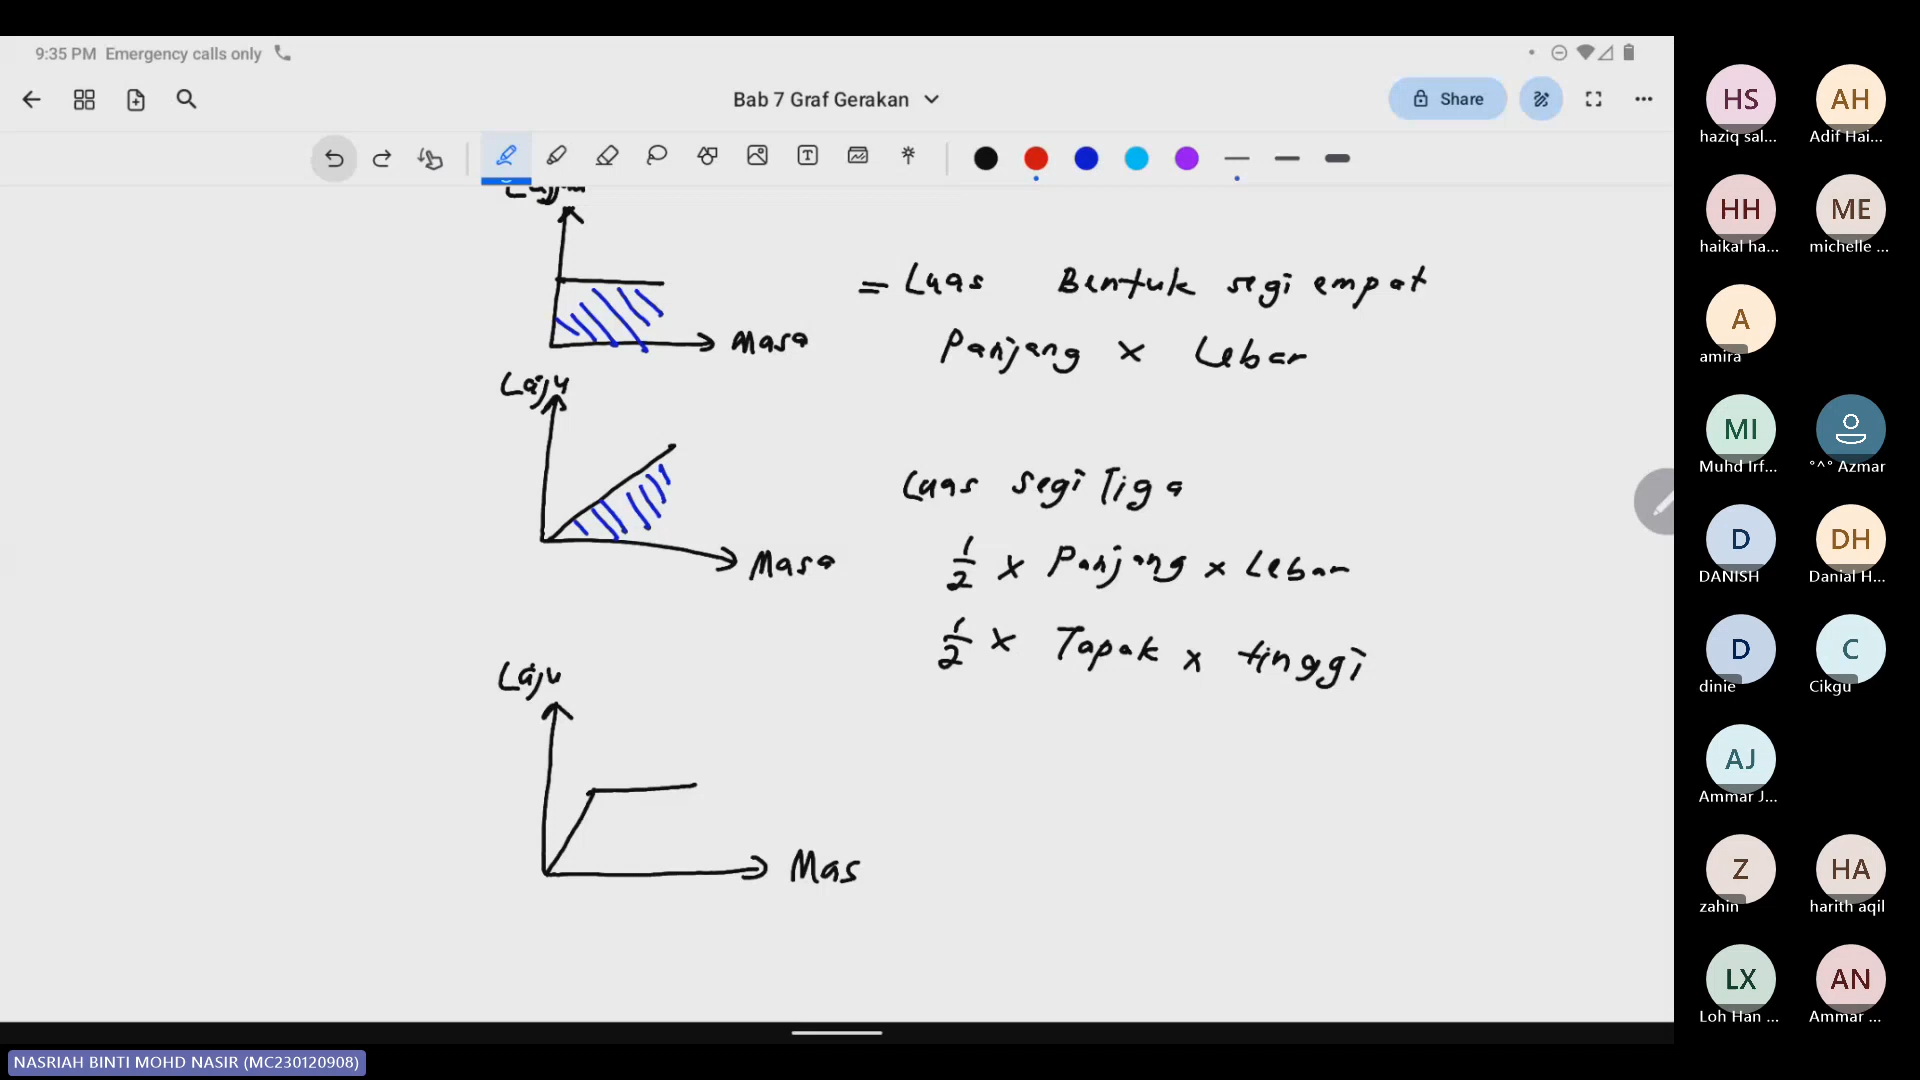 9:35 PM Emergency calls only
Bab 7 Graf Gerakan
Share
= Luas Bentuk segi empat
Panjang x Lebar
Masa
Laju
Luas segi Tiga
1/2 x Panjang x Lebar
Masa
1/2 x Tapak x tinggi
Laju
Mas
HS
haziq sal...
AH
Adif Hai...
HH
haikal ha...
ME
michelle ...
A
amira
MI
Muhd Irf...
°^° Azmar
D
DANISH
DH
Danial H...
D
dinie
C
Cikgu
AJ
Ammar J...
Z
zahin
HA
harith aqil
LX
Loh Han ...
AN
Ammar ...
NASRIAH BINTI MOHD NASIR (MC230120908)